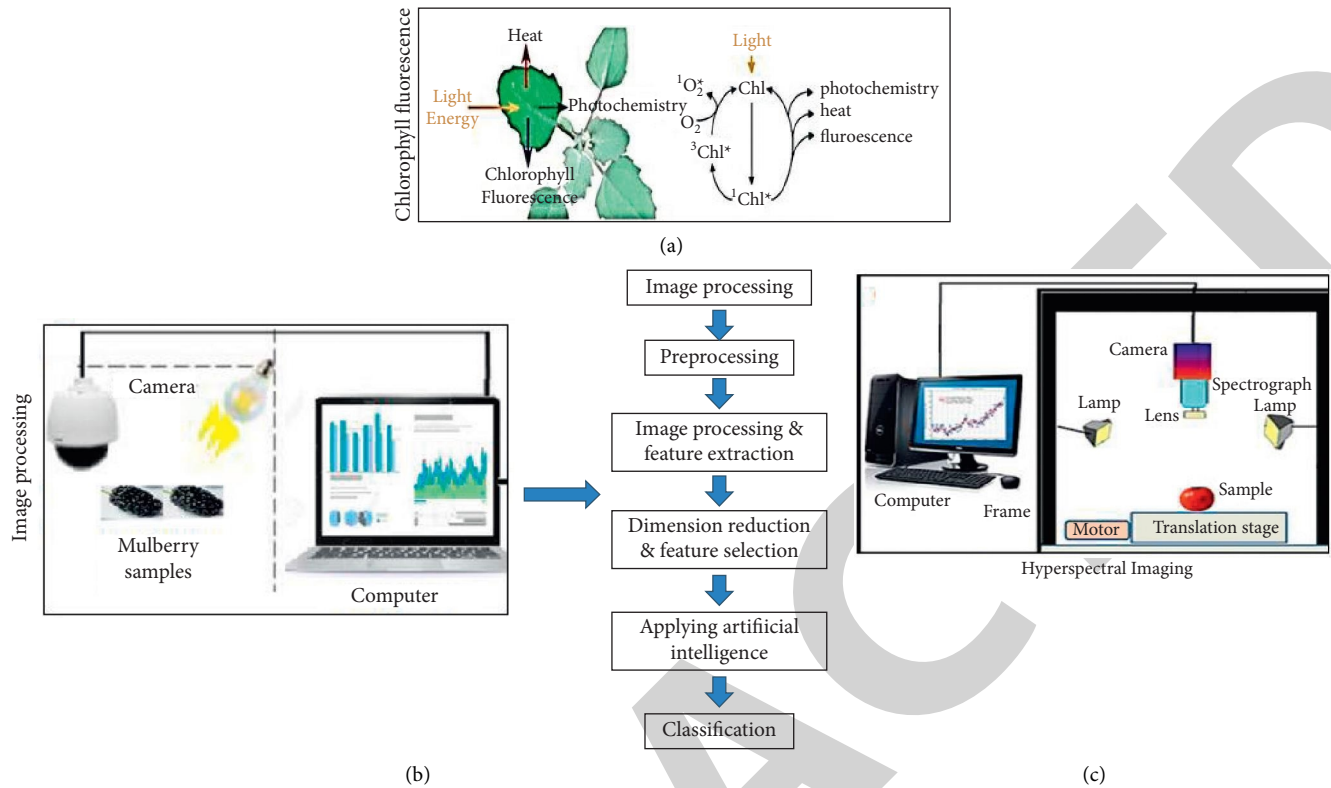 Chlorophyll fluorescence
Heat
Light
Energy
Photochemistry
Chlorophyll
Fluorescence
Light
¹O₂*
Chl
O₂
³Chl*
¹Chl*
photochemistry
heat
fluroescence
(a)
Image processing
Camera
Mulberry
samples
Computer
Image processing
Preprocessing
Image processing &
feature extraction
Dimension reduction
& feature selection
Applying artifiicial
intelligence
Classification
(b)
Camera
Spectrograph
Lamp
Lens
Lamp
Computer
Frame
Sample
Motor
Translation stage
Hyperspectral Imaging
(c)